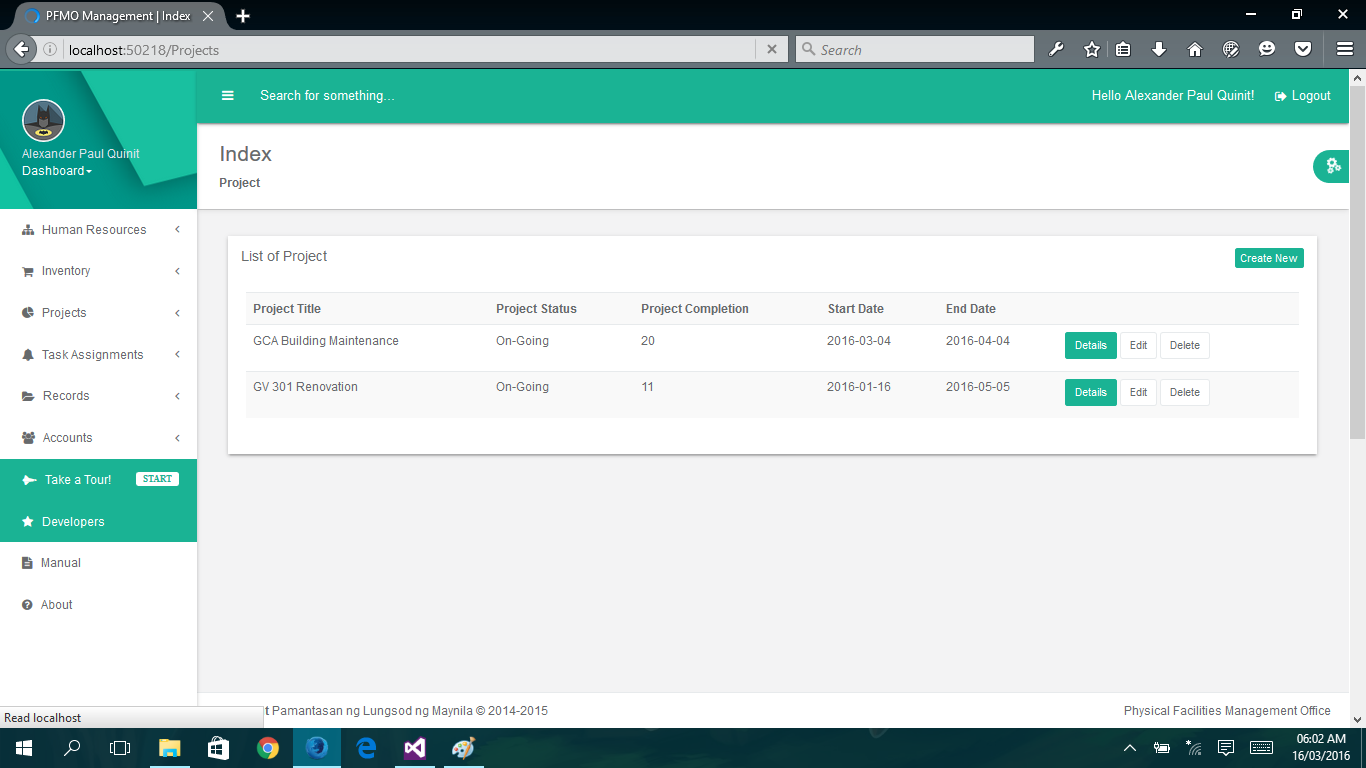 PFMO Management | Index
localhost:50218/Projects
Search
Search for something...
Hello Alexander Paul Quinit!
Logout
Alexander Paul Quinit
Dashboard
Index
Project
Human Resources
Inventory
Projects
Task Assignments
Records
Accounts
Take a Tour! START
Developers
Manual
About
List of Project
Create New
Project Title Project Status Project Completion Start Date End Date
GCA Building Maintenance On-Going 20 2016-03-04 2016-04-04 Details Edit Delete
GV 301 Renovation On-Going 11 2016-01-16 2016-05-05 Details Edit Delete
t Pamantasan ng Lungsod ng Maynila © 2014-2015
Physical Facilities Management Office
Read localhost
06:02 AM
16/03/2016